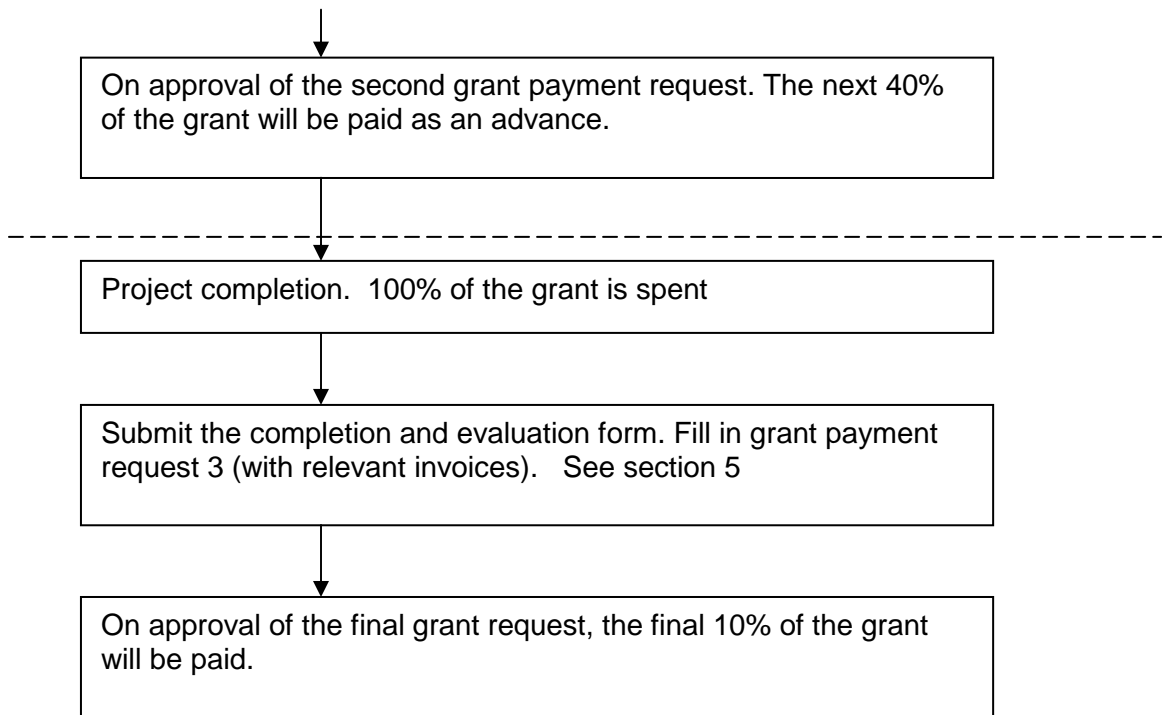 On approval of the second grant payment request. The next 40%
of the grant will be paid as an advance.
Project completion.  100% of the grant is spent
Submit the completion and evaluation form. Fill in grant payment
request 3 (with relevant invoices).   See section 5
On approval of the final grant request, the final 10% of the grant
will be paid.